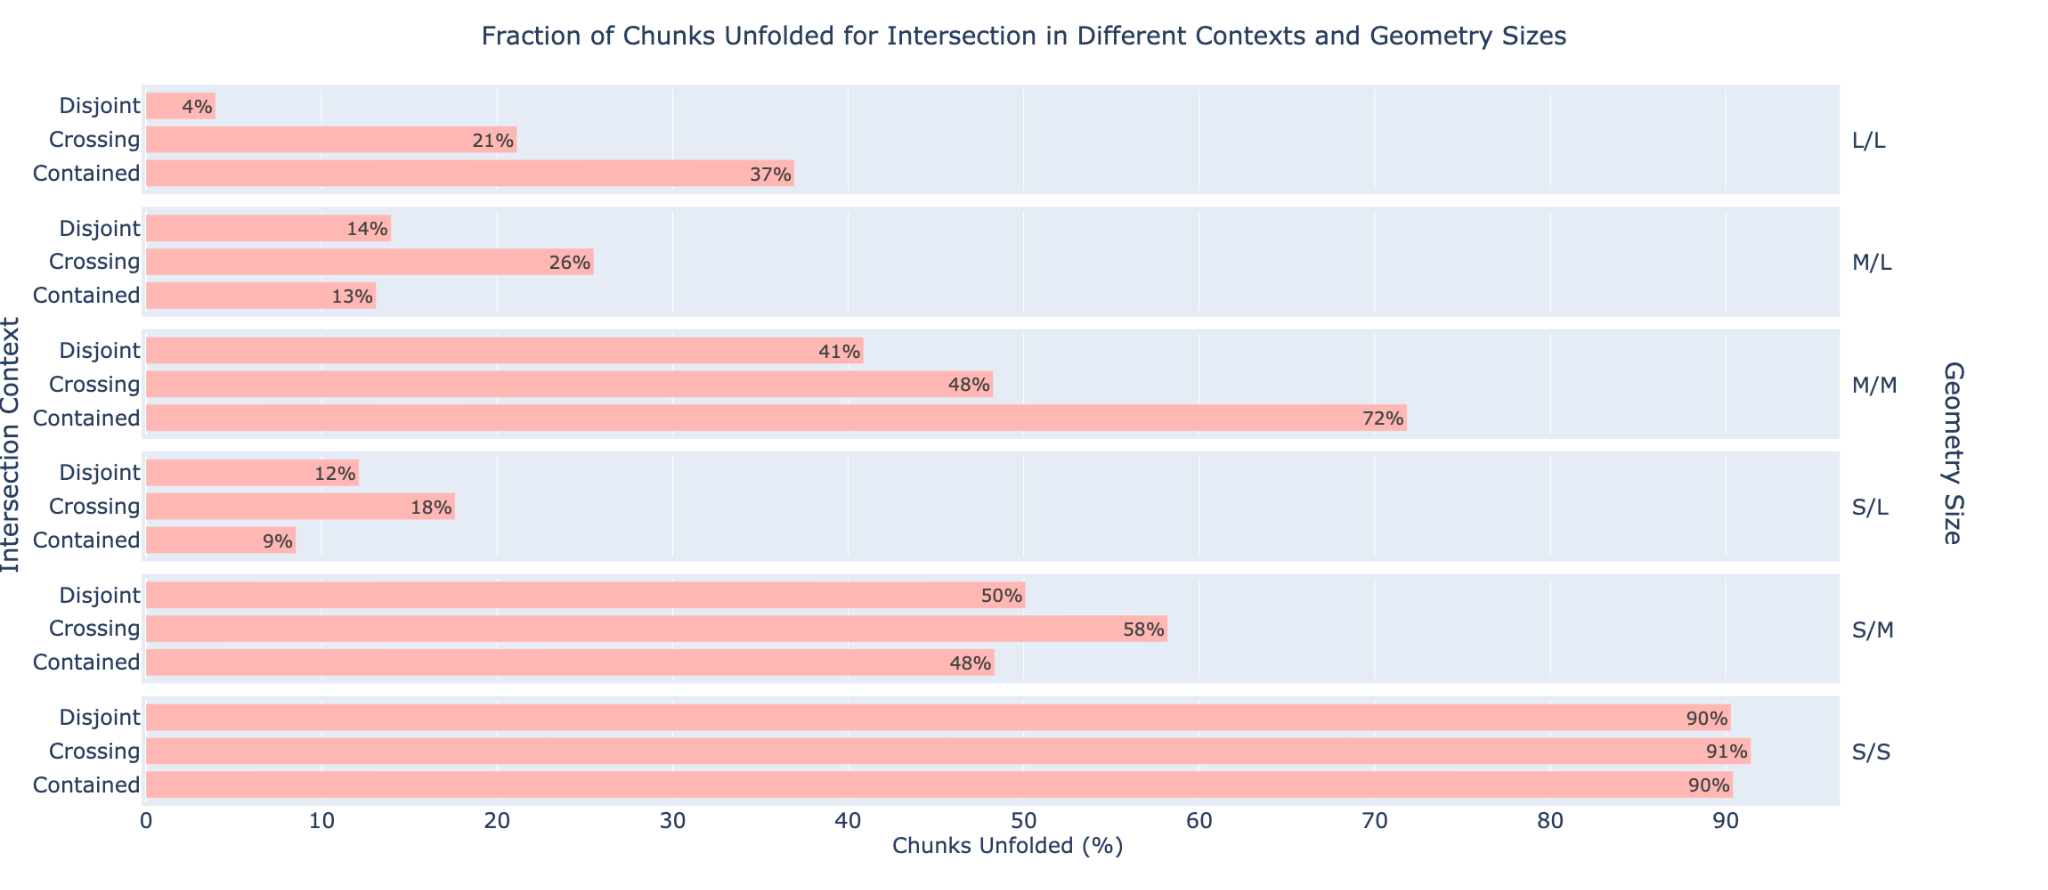 Fraction of Chunks Unfolded for Intersection in Different Contexts and Geometry Sizes
Intersection Context
Disjoint 4%
Crossing 21%
Contained 37%
L/L
Disjoint 14%
Crossing 26%
Contained 13%
M/L
Disjoint 41%
Crossing 48%
Contained 72%
M/M
Disjoint 12%
Crossing 18%
Contained 9%
S/L
Disjoint 50%
Crossing 58%
Contained 48%
S/M
Disjoint 90%
Crossing 91%
Contained 90%
S/S
Geometry Size
0 10 20 30 40 50 60 70 80 90
Chunks Unfolded (%)